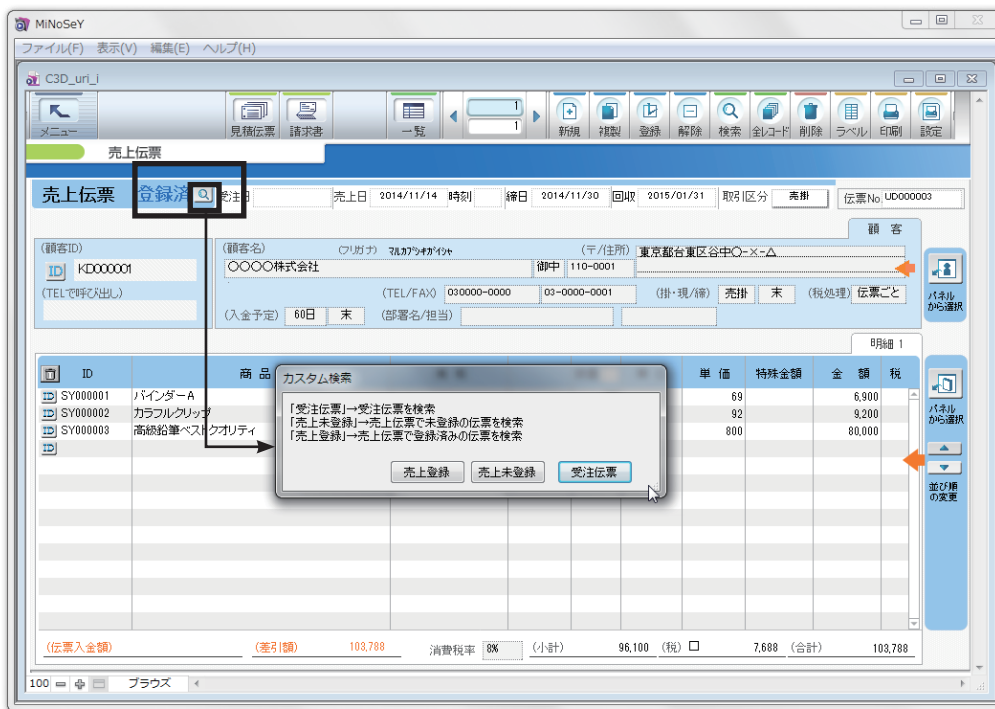 MiNoSeY
ファイル(F) 表示(V) 編集(E) ヘルプ(H)
C3D_uri_i
メニュー 見積伝票 請求書 一覧 1 新規 複製 登録 解除 検索 全レコード 削除 ラベル 印刷 設定
1
売上伝票
売上伝票 登録済 受注日 売上日 2014/11/14 時刻 締日 2014/11/30 回収 2015/01/31 取引区分 売掛 伝票No. UD000003
顧 客
(顧客ID) (顧客名) (フリガナ) マルカブシキガイシャ (〒/住所) 東京都台東区谷中〇-×-△
ID KD000001 〇〇〇〇株式会社 御中 110-0001
(TELで呼び出し) (TEL/FAX) 030000-0000 03-0000-0001 (掛・現/締) 売掛 末 (税処理) 伝票ごと
パネルから選択
(入金予定) 60日 末 (部署名/担当)
明細 1
ID 商 品 単 価 特殊金額 金 額 税
ID SY000001 バインダーA 69 6,900
ID SY000002 カラフルクリップ 92 9,200
ID SY000003 高級鉛筆ベストクオリティ 800 80,000
ID
パネルから選択
並び順の変更
カスタム検索
「受注伝票」→受注伝票を検索
「売上未登録」→売上伝票で未登録の伝票を検索
「売上登録」→売上伝票で登録済みの伝票を検索
売上登録 売上未登録 受注伝票
(伝票入金額) (差引額) 103,788 消費税率 8% (小計) 96,100 (税) 7,688 (合計) 103,788
100 ブラウズ